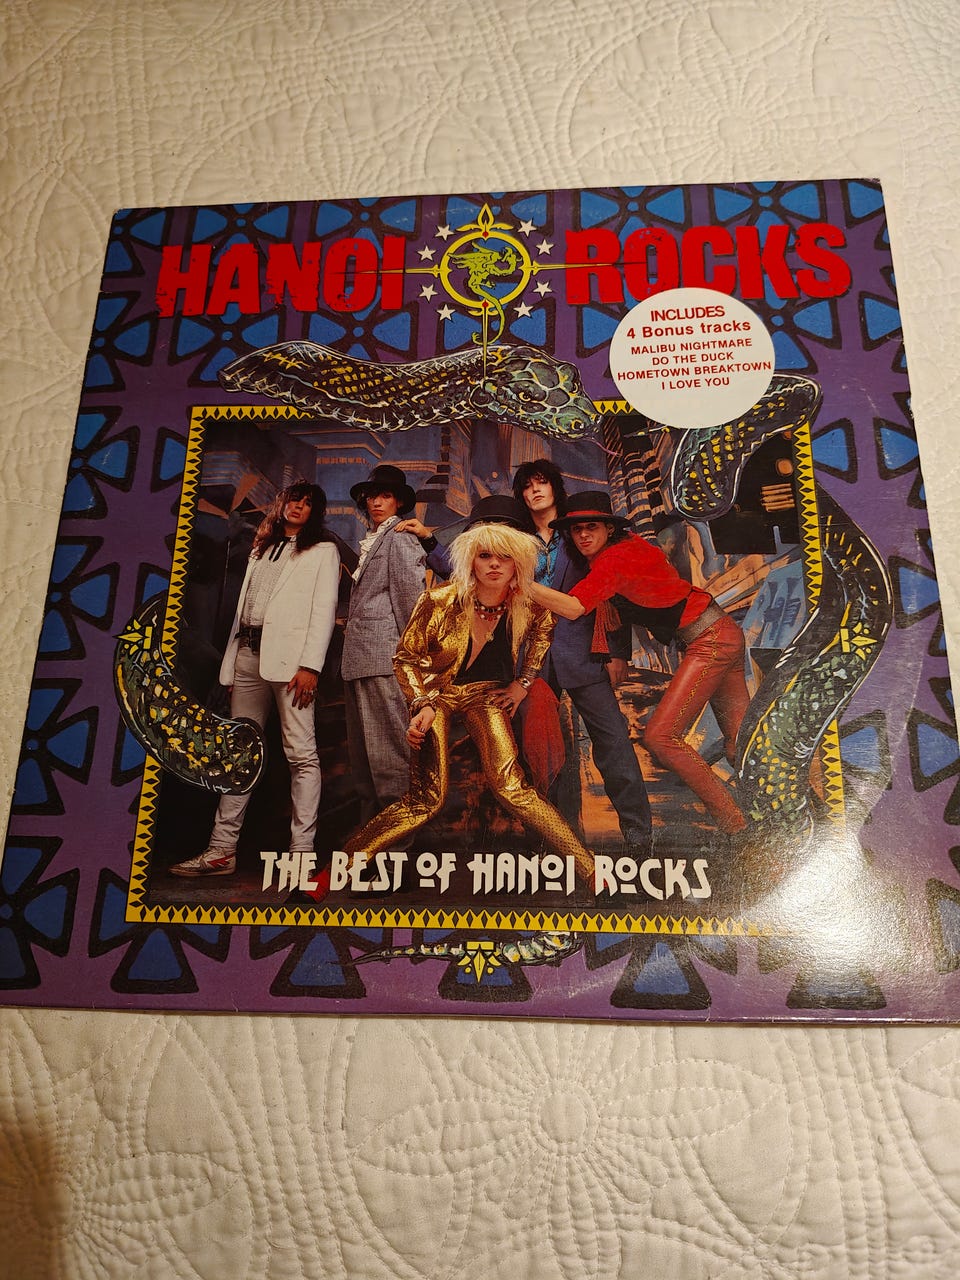 HANOI ROCKS
INCLUDES
4 Bonus tracks
MALIBU NIGHTMARE
DO THE DUCK
HOMETOWN BREAKTOWN
I LOVE YOU
THE BEST OF HANOI ROCKS